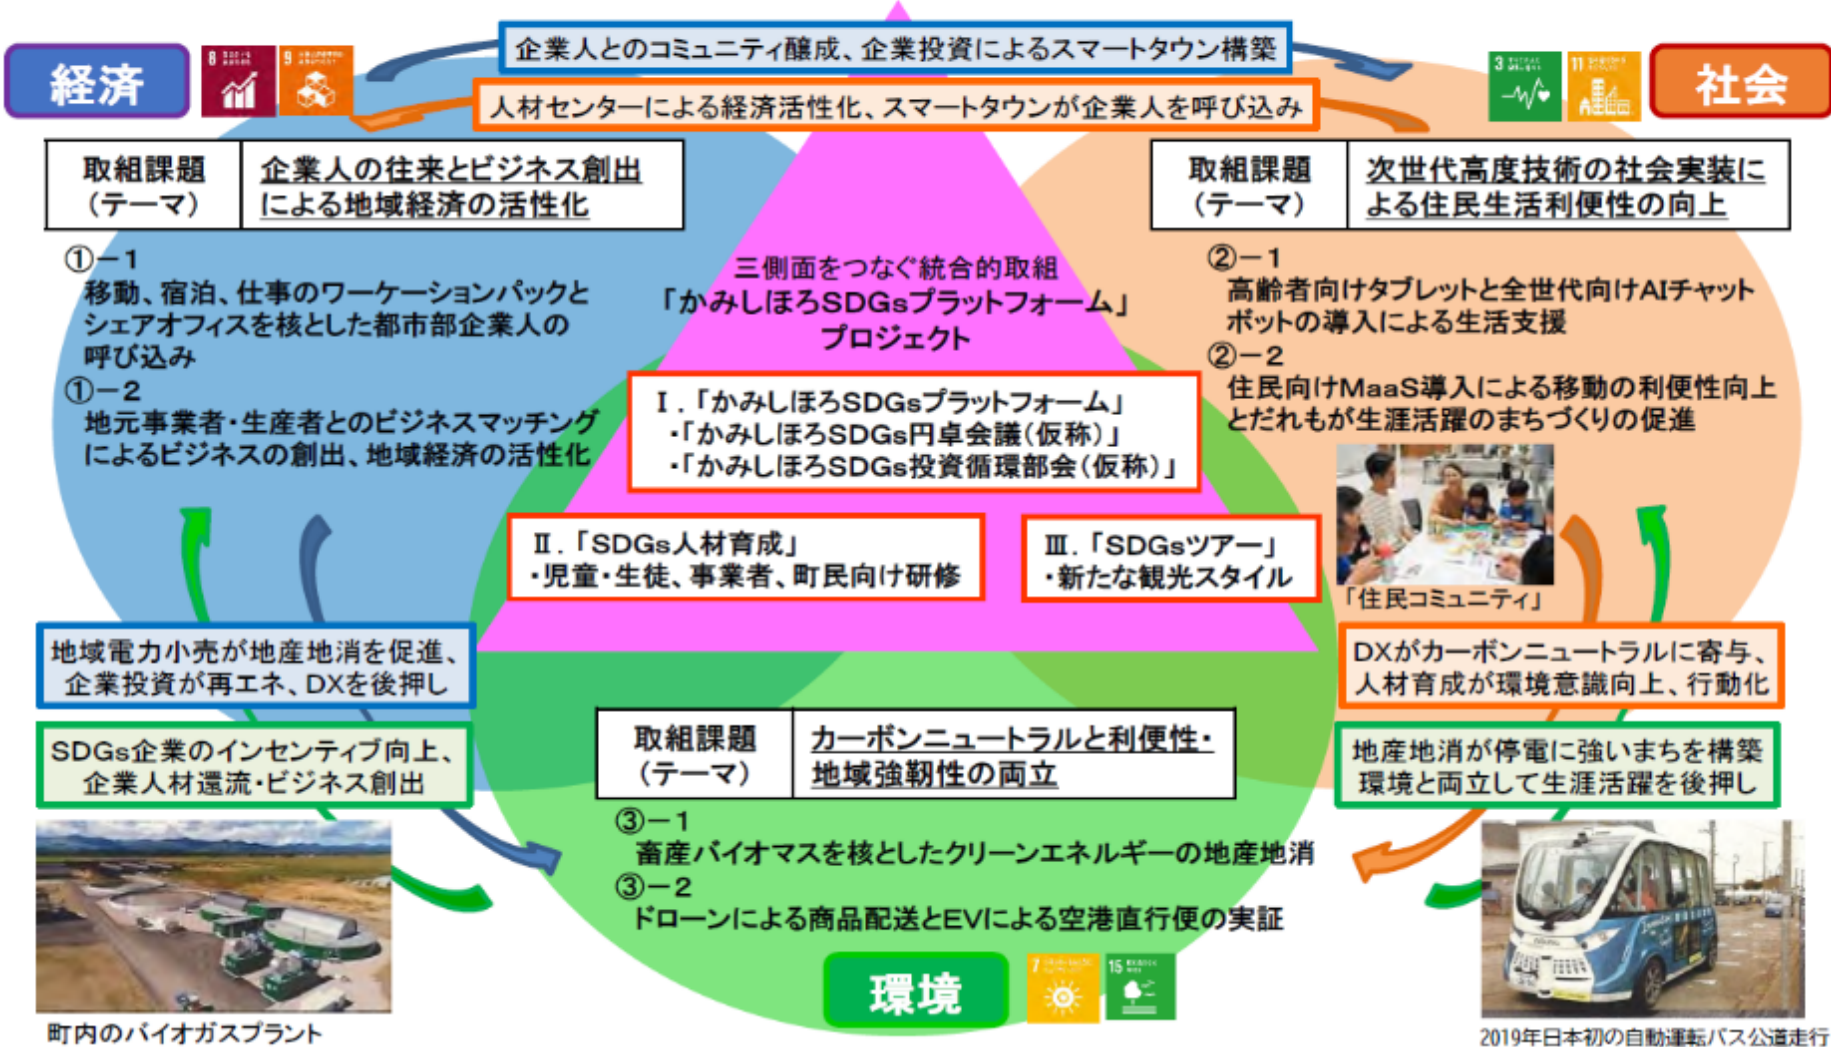 企業人とのコミュニティ醸成、企業投資によるスマートタウン構築
経済
8
9
3
11
社会
人材センターによる経済活性化、スマートタウンが企業人を呼び込み
取組課題
（テーマ）
企業人の往来とビジネス創出
による地域経済の活性化
①－1
移動、宿泊、仕事のワーケーションパックと
シェアオフィスを核とした都市部企業人の
呼び込み
①－2
地元事業者・生産者とのビジネスマッチング
によるビジネスの創出、地域経済の活性化
三側面をつなぐ統合的取組
「かみしほろSDGsプラットフォーム」
プロジェクト
Ⅰ．「かみしほろSDGsプラットフォーム」
・「かみしほろSDGs円卓会議（仮称）」
・「かみしほろSDGs投資循環部会（仮称）」
Ⅱ．「SDGs人材育成」
・児童・生徒、事業者、町民向け研修
Ⅲ．「SDGsツアー」
・新たな観光スタイル
取組課題
（テーマ）
次世代高度技術の社会実装に
よる住民生活利便性の向上
②－1
高齢者向けタブレットと全世代向けAIチャット
ボットの導入による生活支援
②－2
住民向けMaaS導入による移動の利便性向上
とだれもが生涯活躍のまちづくりの促進
「住民コミュニティ」
地域電力小売が地産地消を促進、
企業投資が再エネ、DXを後押し
SDGs企業のインセンティブ向上、
企業人材還流・ビジネス創出
DXがカーボンニュートラルに寄与、
人材育成が環境意識向上、行動化
地産地消が停電に強いまちを構築
環境と両立して生涯活躍を後押し
取組課題
（テーマ）
カーボンニュートラルと利便性・
地域強靭性の両立
③－1
畜産バイオマスを核としたクリーンエネルギーの地産地消
③－2
ドローンによる商品配送とEVによる空港直行便の実証
環境
7
15
町内のバイオガスプラント
2019年日本初の自動運転バス公道走行